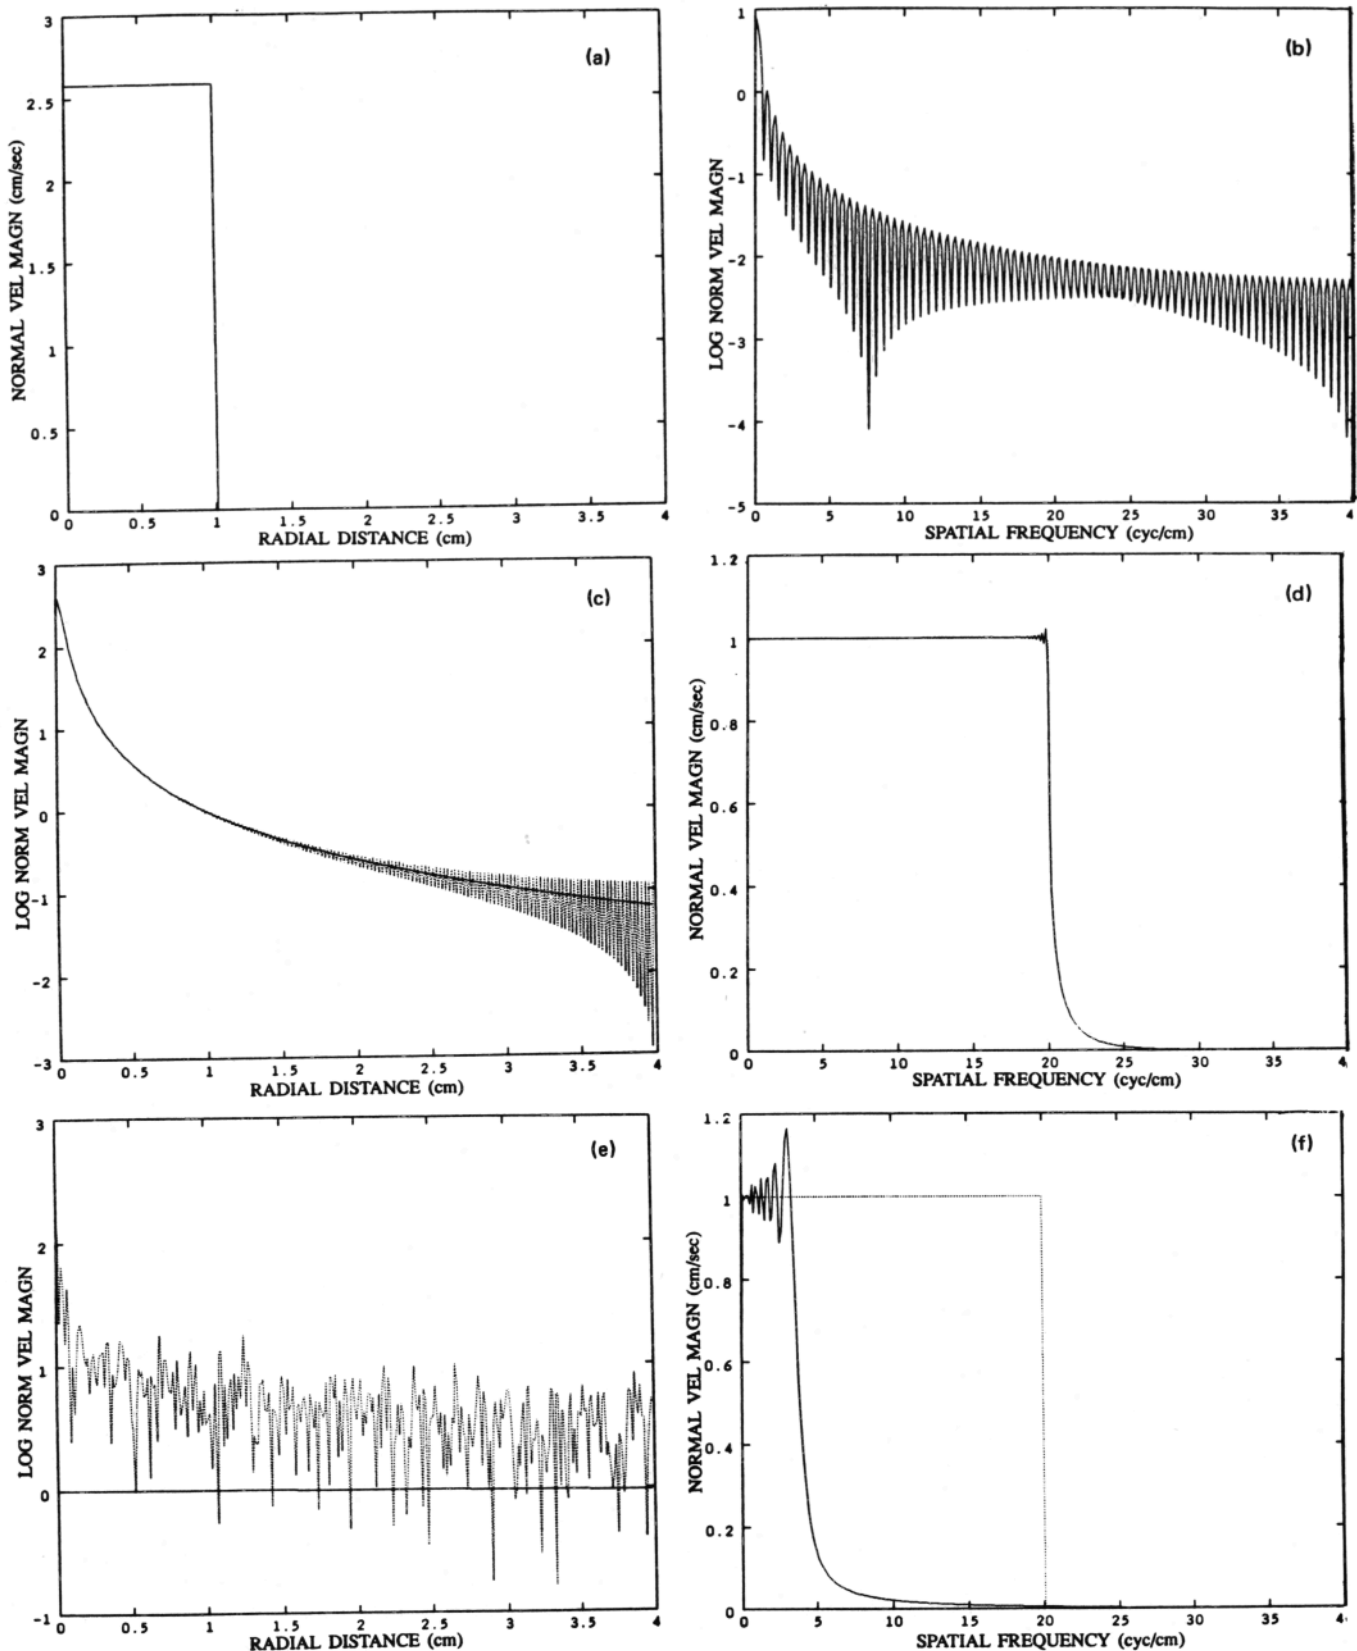 (a)
NORMAL VEL MAGN (cm/sec)
3
2.5
2
1.5
1
0.5
0
0 0.5 1 1.5 2 2.5 3 3.5 4
RADIAL DISTANCE (cm)
(b)
LOG NORM VEL MAGN
1
0
-1
-2
-3
-4
-5
0 5 10 15 20 25 30 35 4
SPATIAL FREQUENCY (cyc/cm)
(c)
LOG NORM VEL MAGN
3
2
1
0
-1
-2
-3
0 0.5 1 1.5 2 2.5 3 3.5 4
RADIAL DISTANCE (cm)
(d)
NORMAL VEL MAGN (cm/sec)
1.2
1
0.8
0.6
0.4
0.2
0
0 5 10 15 20 25 30 35 40
SPATIAL FREQUENCY (cyc/cm)
(e)
LOG NORM VEL MAGN
3
2
1
0
-1
0 0.5 1 1.5 2 2.5 3 3.5 4
RADIAL DISTANCE (cm)
(f)
NORMAL VEL MAGN (cm/sec)
1.2
1
0.8
0.6
0.4
0.2
0
0 5 10 15 20 25 30 35 40
SPATIAL FREQUENCY (cyc/cm)